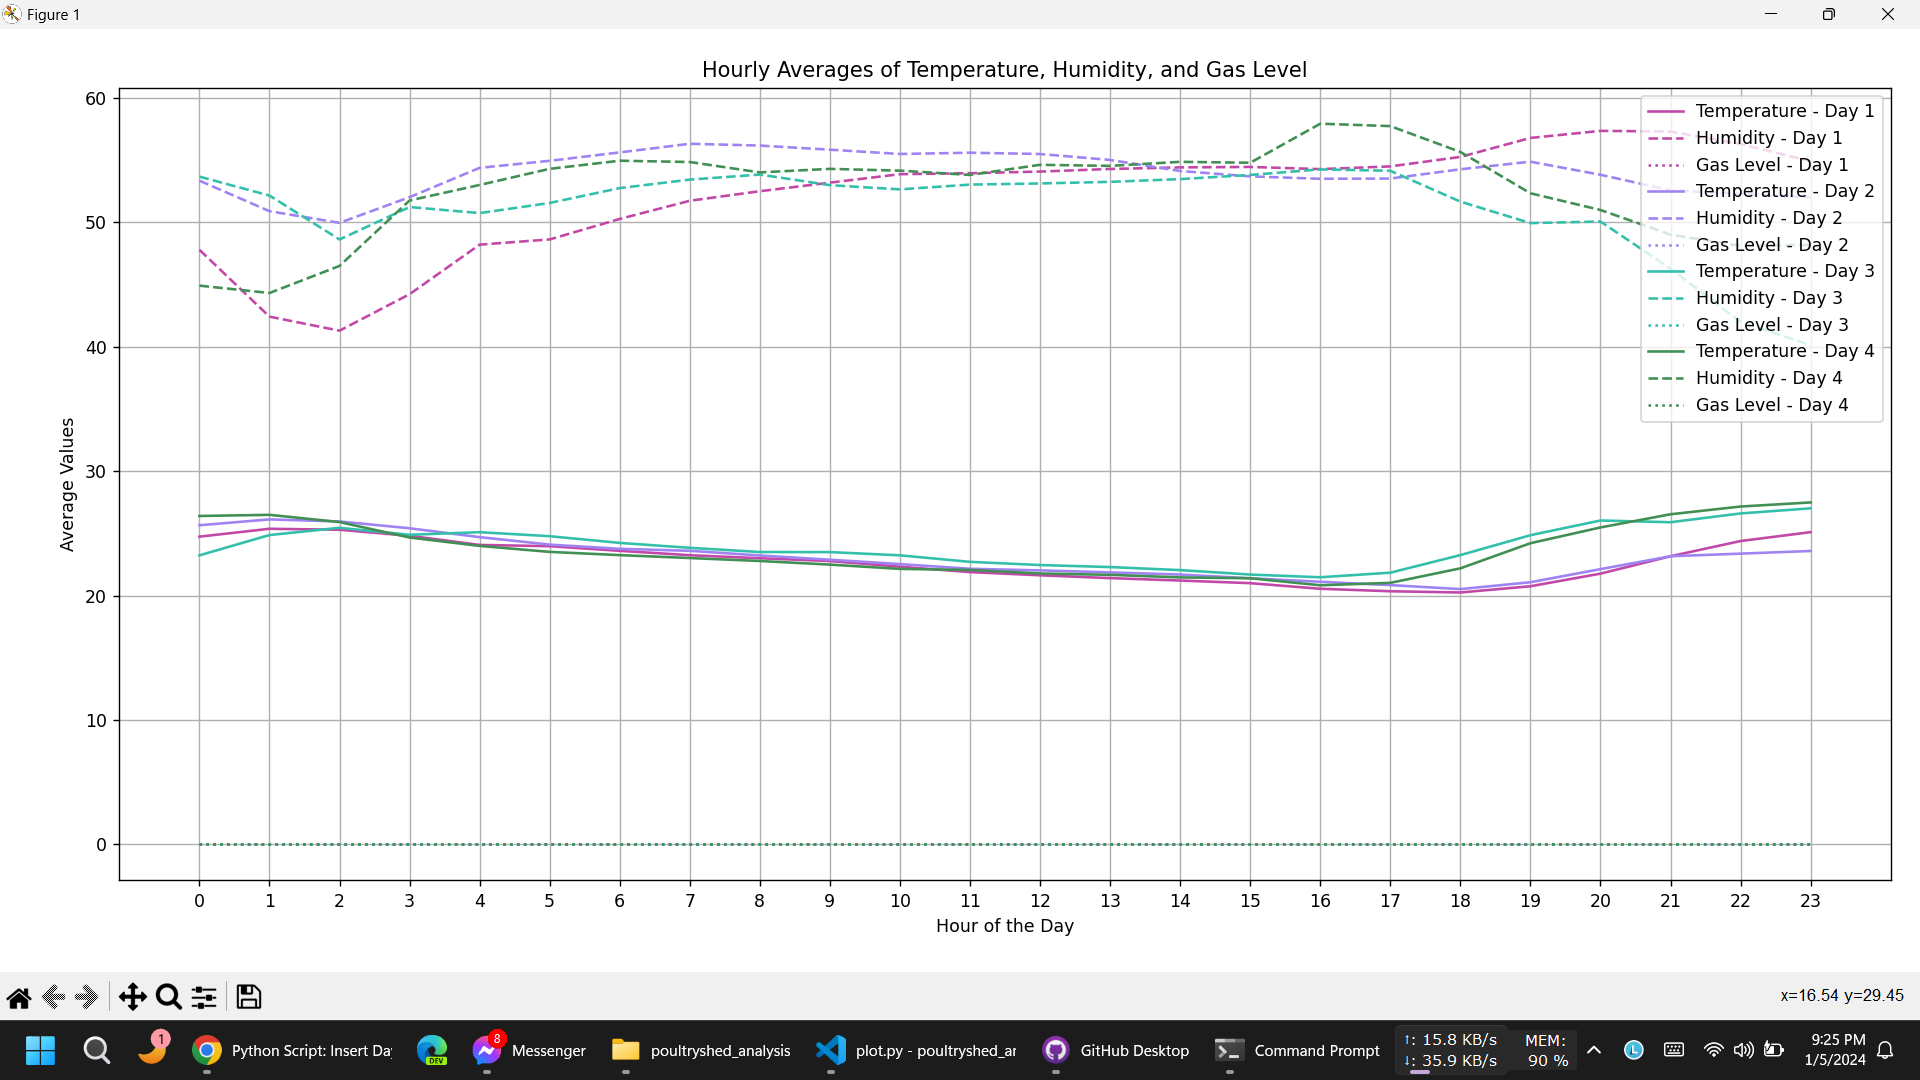 Figure 1
Hourly Averages of Temperature, Humidity, and Gas Level
60
50
40
30
20
10
0
Average Values
Temperature - Day 1
Humidity - Day 1
Gas Level - Day 1
Temperature - Day 2
Humidity - Day 2
Gas Level - Day 2
Temperature - Day 3
Humidity - Day 3
Gas Level - Day 3
Temperature - Day 4
Humidity - Day 4
Gas Level - Day 4
0 1 2 3 4 5 6 7 8 9 10 11 12 13 14 15 16 17 18 19 20 21 22 23
Hour of the Day
x=16.54 y=29.45
1
Python Script: Insert Da
DEV
8
Messenger
poultryshed_analysis
plot.py - poultryshed_ar
GitHub Desktop
Command Prompt
↑: 15.8 KB/s
↓: 35.9 KB/s
MEM:
90 %
L
9:25 PM
1/5/2024